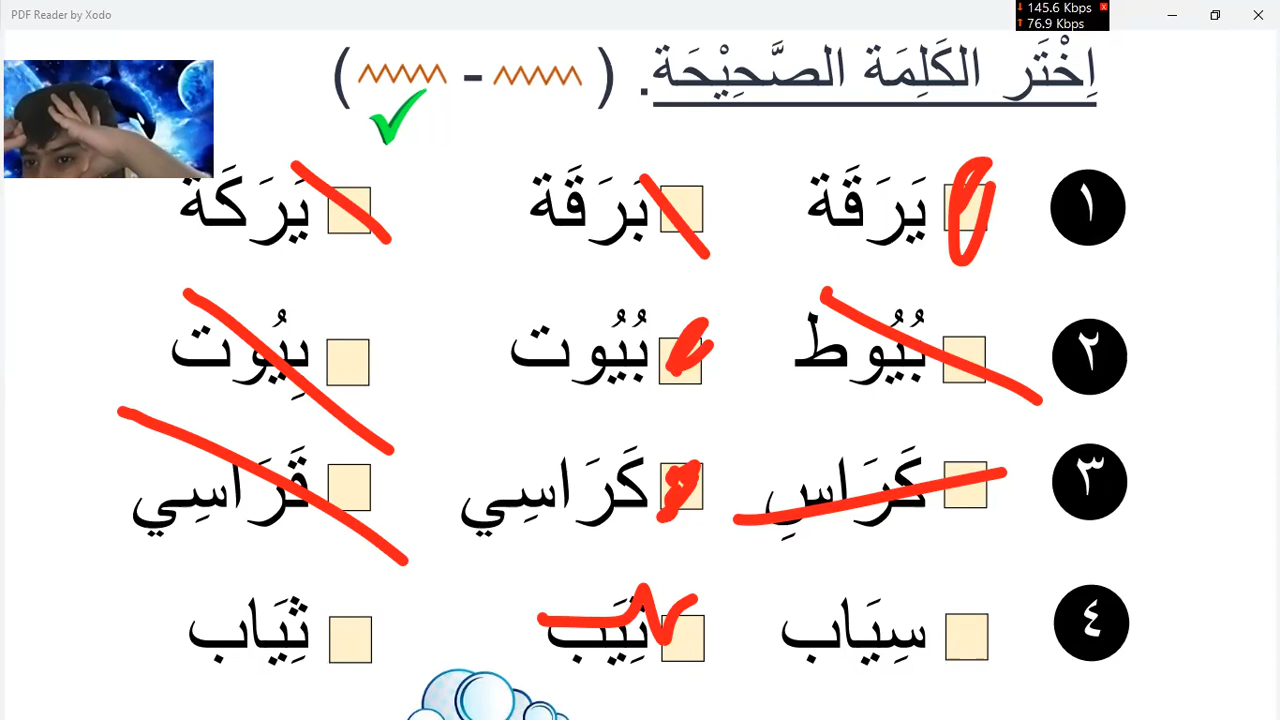 PDF Reader by Xodo
145.6 Kbps x
76.9 Kbps
اِخْتَر الكَلِمَة الصَّحِيْحَة. ( - )
١ يَرَقَة بَرَقَة يَرَكَة
٢ بُيُوط بُيُوت بِيُوت
٣ كَرَاسِ كَرَاسِي قَرَاسِي
٤ سِيَاب ثِيَب ثِيَاب